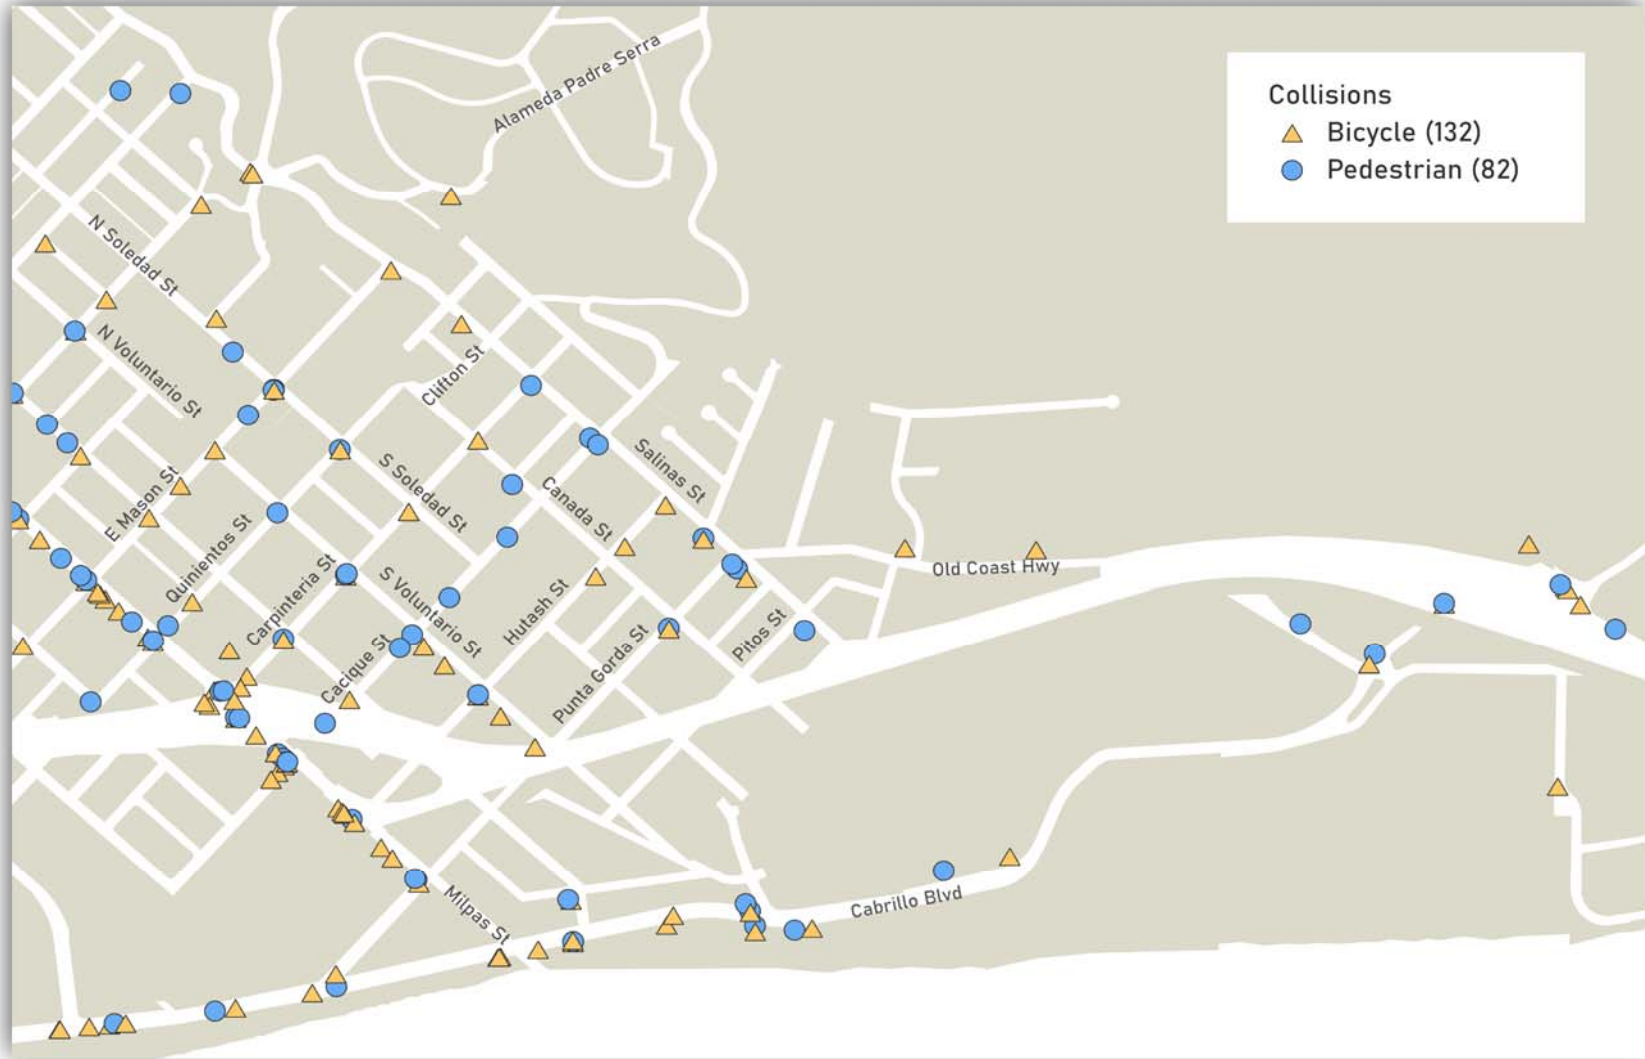 Alameda Padre Serra
Collisions
Bicycle (132)
Pedestrian (82)
N Soledad St
N Voluntario St
Clifton St
Salinas St
S Soledad St
Canada St
E Mason St
Quinientos St
Carpinteria St
S Voluntario St
Old Coast Hwy
Hutash St
Cacique St
Punta Gorda St
Pitos St
Milpas St
Cabrillo Blvd